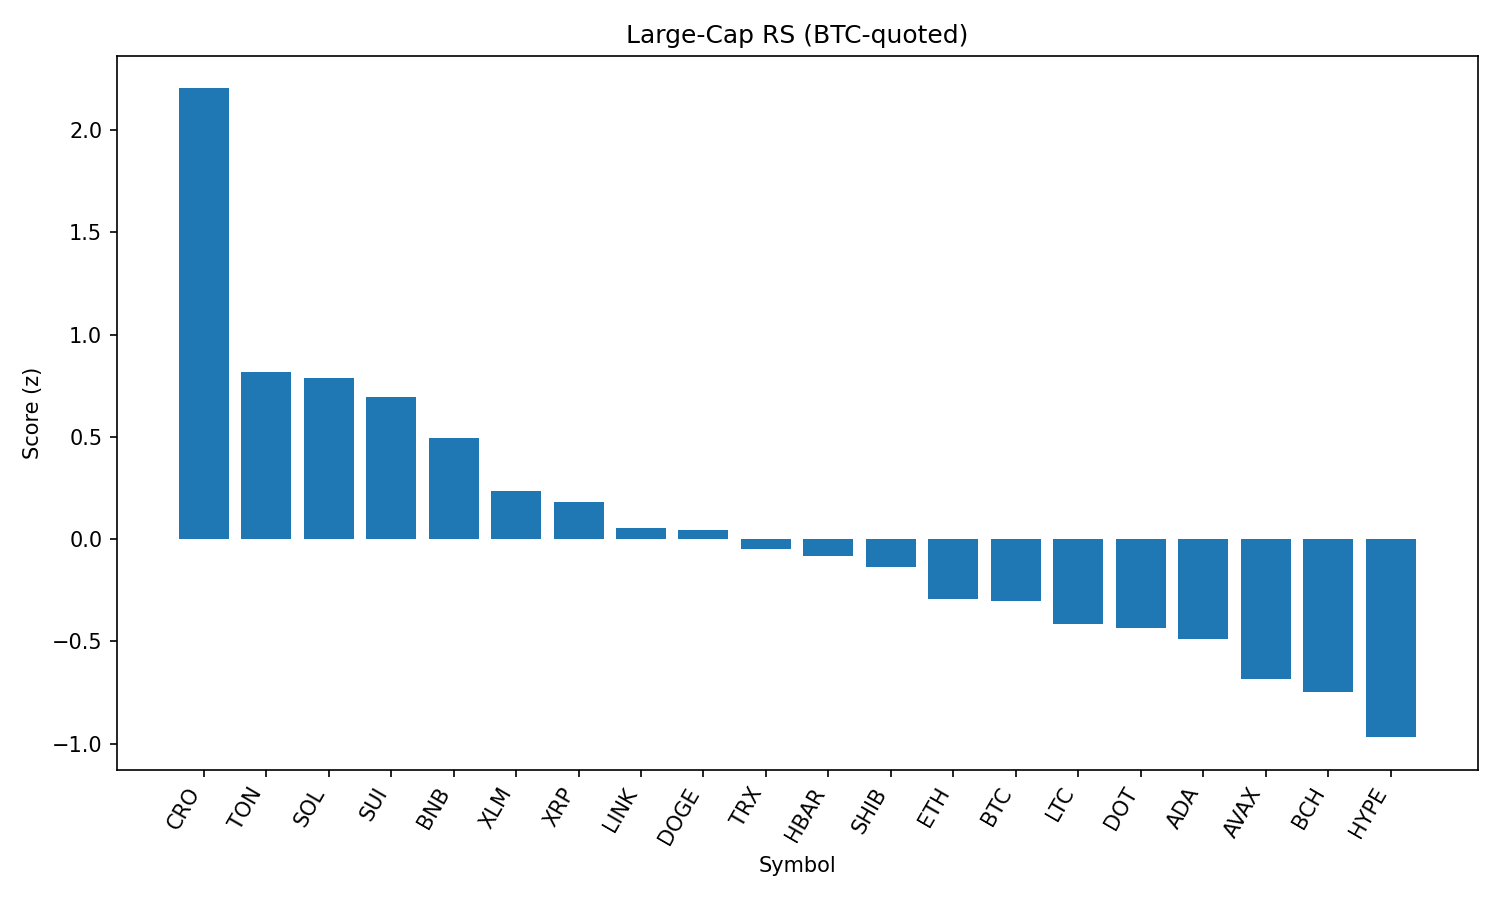 Large-Cap RS (BTC-quoted)
Score (z)
2.0
1.5
1.0
0.5
0.0
−0.5
−1.0
CRO TON SOL SUI BNB XLM XRP LINK DOGE TRX HBAR SHIB ETH BTC LTC DOT ADA AVAX BCH HYPE
Symbol